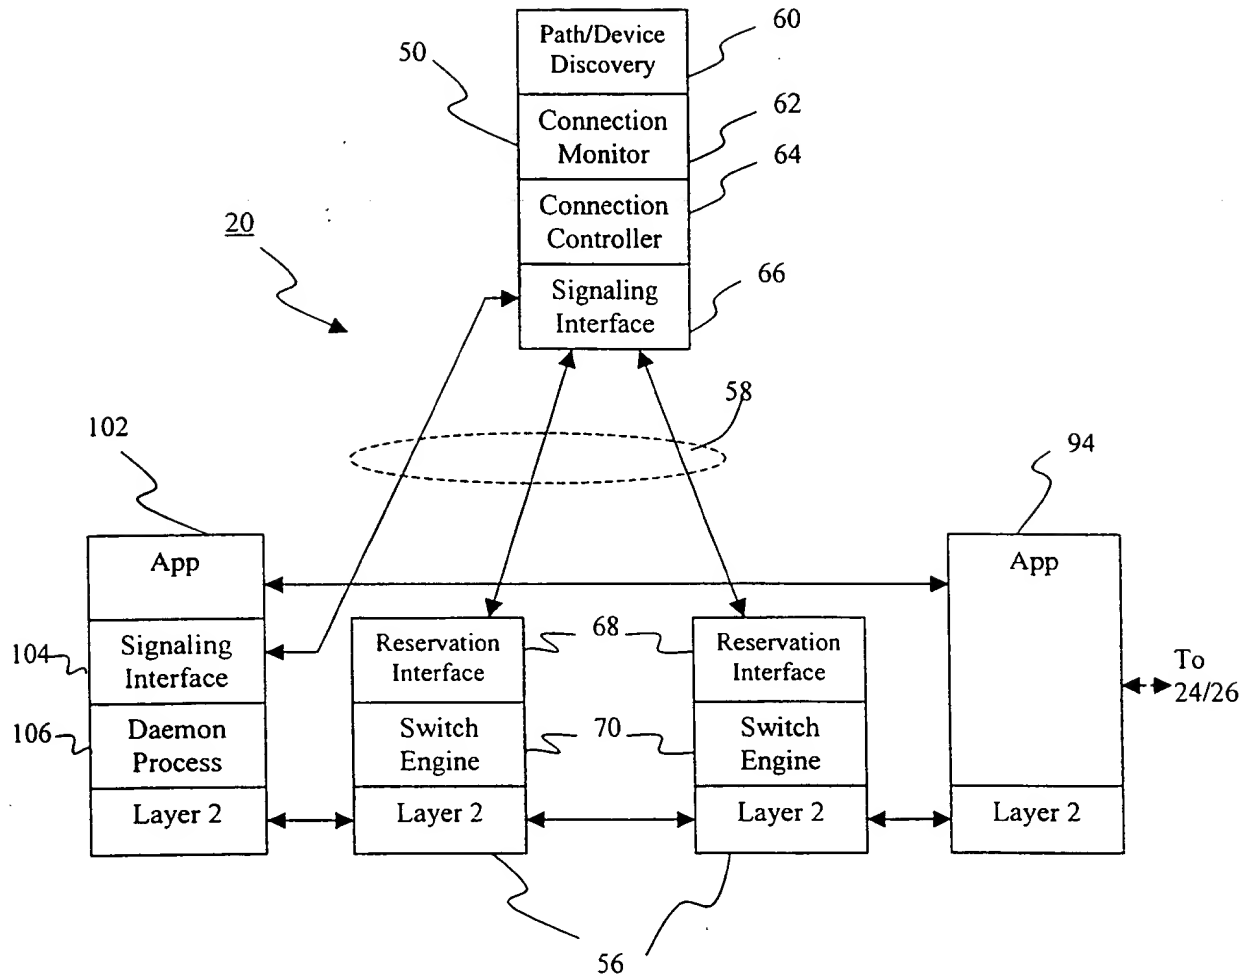 Path/Device
Discovery
60
50
Connection
Monitor
62
64
Connection
Controller
20
Signaling
Interface
66
58
102
94
App
App
104
Signaling
Interface
Reservation
Interface
68
Reservation
Interface
To
24/26
106
Daemon
Process
Switch
Engine
70
Switch
Engine
Layer 2
Layer 2
Layer 2
Layer 2
56